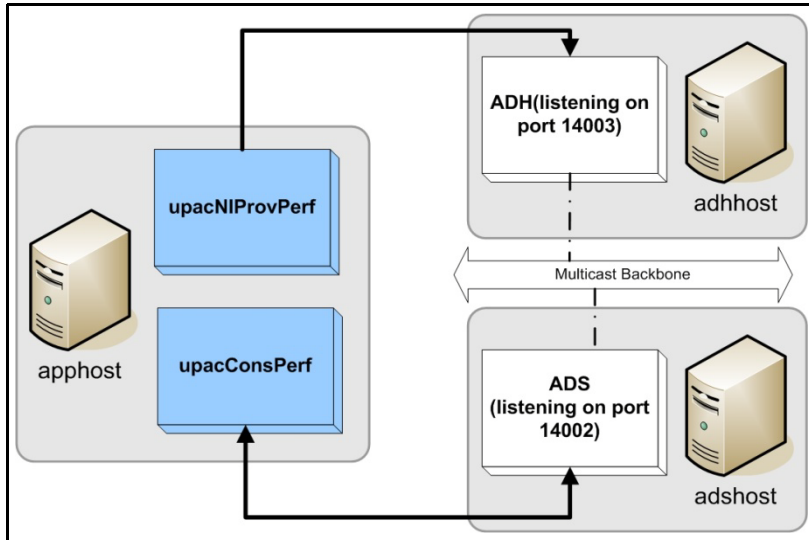 ADH(listening on
port 14003)
adhhost
upacNIProvPerf
Multicast Backbone
apphost
upacConsPerf
ADS
(listening on port
14002)
adshost